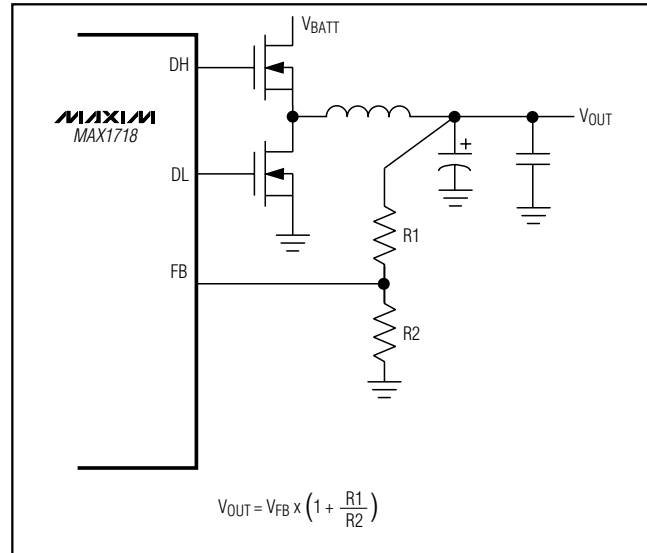 VBATT
DH
MAXIM
MAX1718
VOUT
+
DL
R1
FB
R2
VOUT = VFB x (1 + R1/R2)